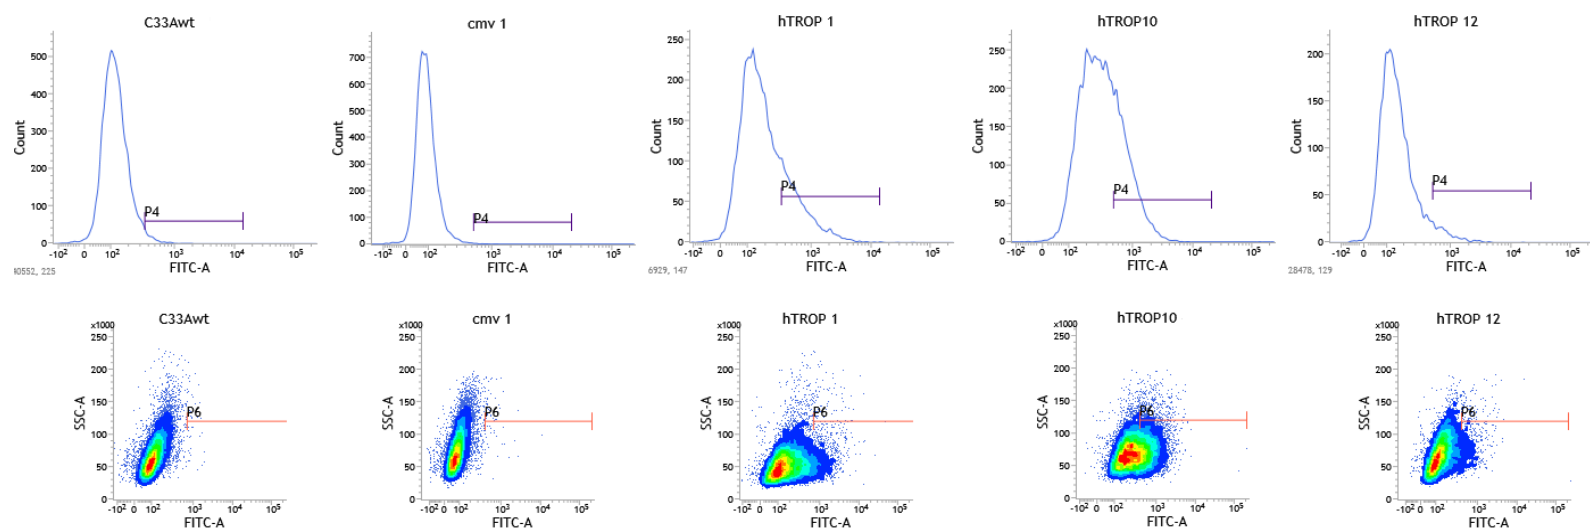 C33Awt
500
400
300
200
100
0
Count
P4
-10² 0 10² 10³ 10⁴ 10⁵
FITC-A
40552, 225
cmv 1
700
600
500
400
300
200
100
0
Count
P4
-10² 0 10² 10³ 10⁴ 10⁵
FITC-A
hTROP 1
250
200
150
100
50
0
Count
P4
-10² 0 10² 10³ 10⁴ 10⁵
FITC-A
6929, 147
hTROP10
250
200
150
100
50
0
Count
P4
-10² 0 10² 10³ 10⁴ 10⁵
FITC-A
hTROP 12
200
150
100
50
0
Count
P4
-10² 0 10² 10³ 10⁴ 10⁵
FITC-A
28478, 129
C33Awt
x1000
250
200
150
100
50
0
SSC-A
P6
-10² 0 10² 10³ 10⁴ 10⁵
FITC-A
cmv 1
x1000
250
200
150
100
50
0
SSC-A
P6
-10² 0 10² 10³ 10⁴ 10⁵
FITC-A
hTROP 1
x1000
250
200
150
100
50
0
SSC-A
P6
-10² 0 10² 10³ 10⁴ 10⁵
FITC-A
hTROP10
x1000
250
200
150
100
50
0
SSC-A
P6
-10² 0 10² 10³ 10⁴ 10⁵
FITC-A
hTROP 12
x1000
250
200
150
100
50
0
SSC-A
P6
-10² 0 10² 10³ 10⁴ 10⁵
FITC-A